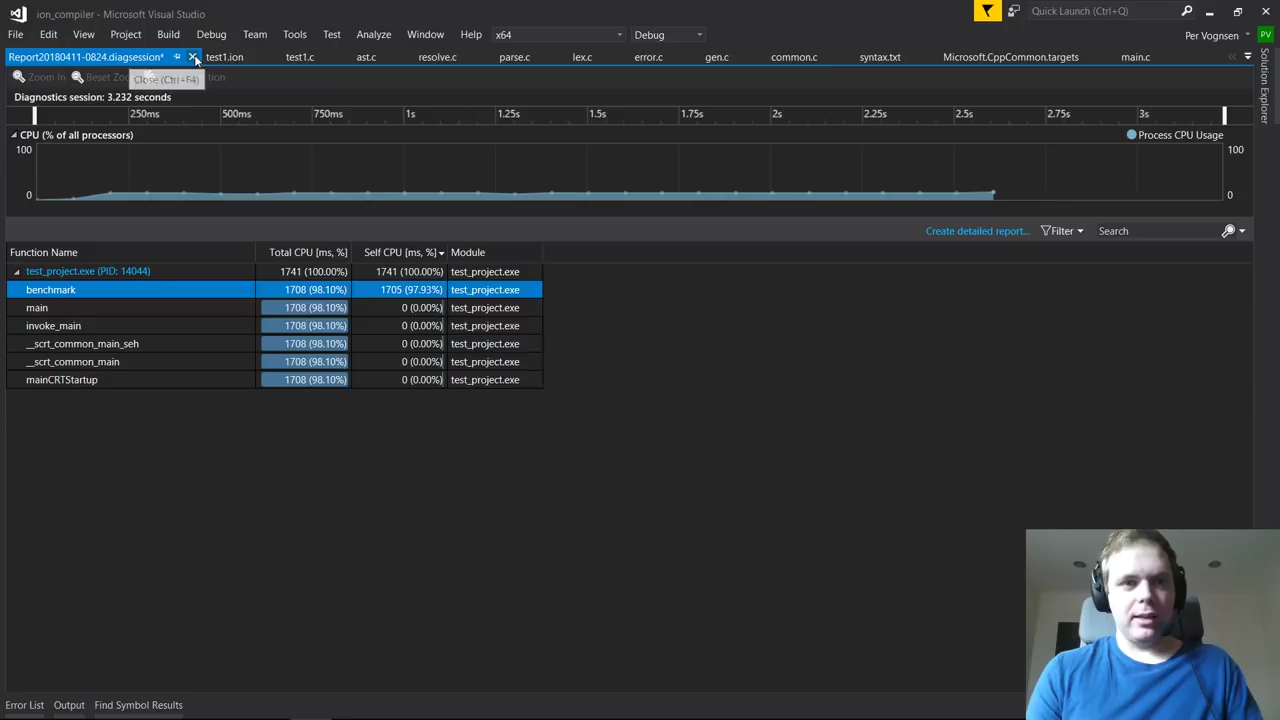 ion_compiler - Microsoft Visual Studio
Quick Launch (Ctrl+Q)
File Edit View Project Build Debug Team Tools Test Analyze Window Help x64 Debug Per Vognsen PV
Report20180411-0824.diagsession* test1.ion test1.c ast.c resolve.c parse.c lex.c error.c gen.c common.c syntax.txt Microsoft.CppCommon.targets main.c
Solution Explorer
Zoom In Reset Zoo tion
Close (Ctrl+F4)
Diagnostics session: 3.232 seconds
250ms 500ms 750ms 1s 1.25s 1.5s 1.75s 2s 2.25s 2.5s 2.75s 3s
CPU (% of all processors) Process CPU Usage
100 100
0 0
Create detailed report... Filter Search
Function Name Total CPU [ms, %] Self CPU [ms, %] Module
test_project.exe (PID: 14044) 1741 (100.00%) 1741 (100.00%) test_project.exe
benchmark 1708 (98.10%) 1705 (97.93%) test_project.exe
main 1708 (98.10%) 0 (0.00%) test_project.exe
invoke_main 1708 (98.10%) 0 (0.00%) test_project.exe
__scrt_common_main_seh 1708 (98.10%) 0 (0.00%) test_project.exe
__scrt_common_main 1708 (98.10%) 0 (0.00%) test_project.exe
mainCRTStartup 1708 (98.10%) 0 (0.00%) test_project.exe
Error List Output Find Symbol Results